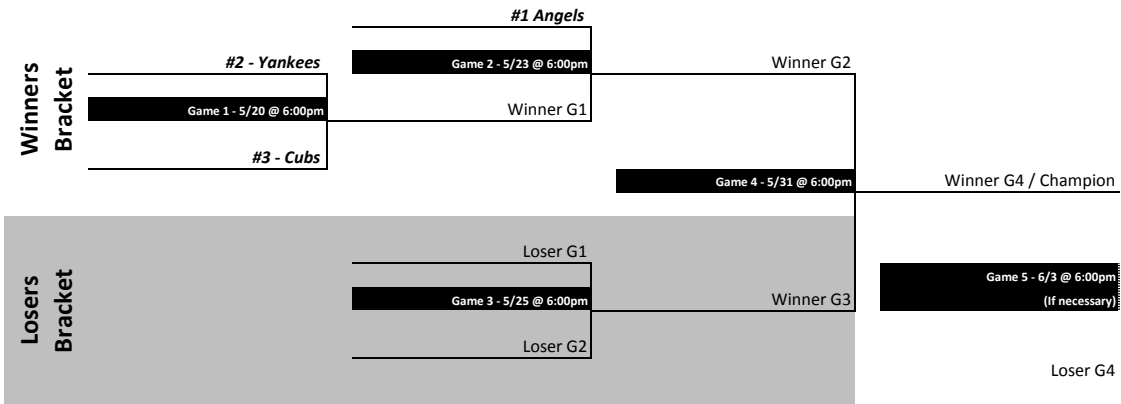 #1 Angels
Winners
Bracket
#2 - Yankees
Game 2 - 5/23 @ 6:00pm
Winner G2
Game 1 - 5/20 @ 6:00pm
Winner G1
#3 - Cubs
Game 4 - 5/31 @ 6:00pm
Winner G4 / Champion
Losers
Bracket
Loser G1
Game 3 - 5/25 @ 6:00pm
Winner G3
Game 5 - 6/3 @ 6:00pm
(If necessary)
Loser G2
Loser G4